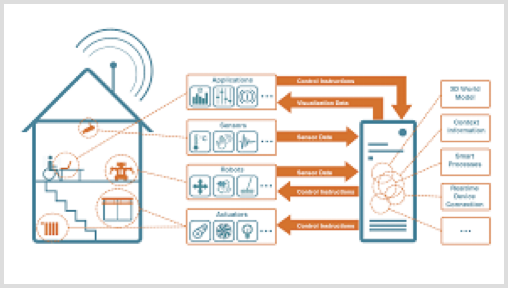 Applications
Control Instructions
Visualisation Data
Sensors
°C
Sensor Data
Robots
Sensor Data
Control Instructions
Actuators
Control Instructions
3D World
Model
Context
Information
Smart
Processes
Realtime
Device
Connection